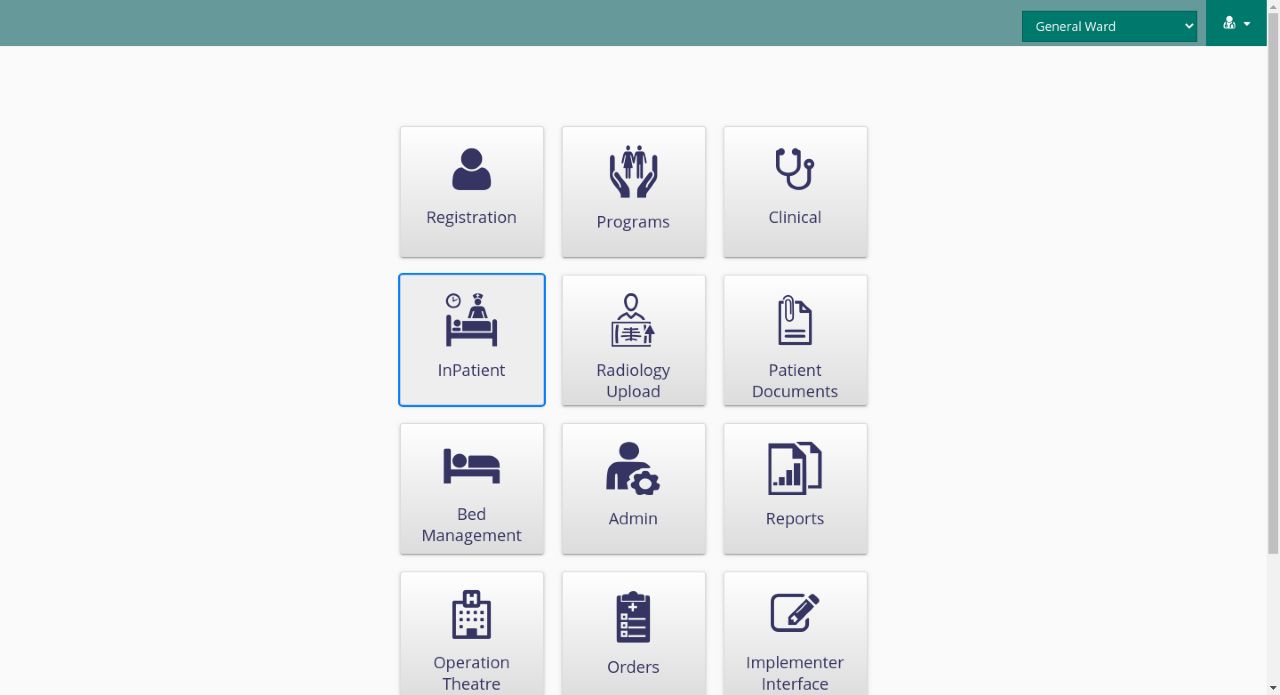 General Ward
Registration
Programs
Clinical
InPatient
Radiology
Upload
Patient
Documents
Bed
Management
Admin
Reports
Operation
Theatre
Orders
Implementer
Interface